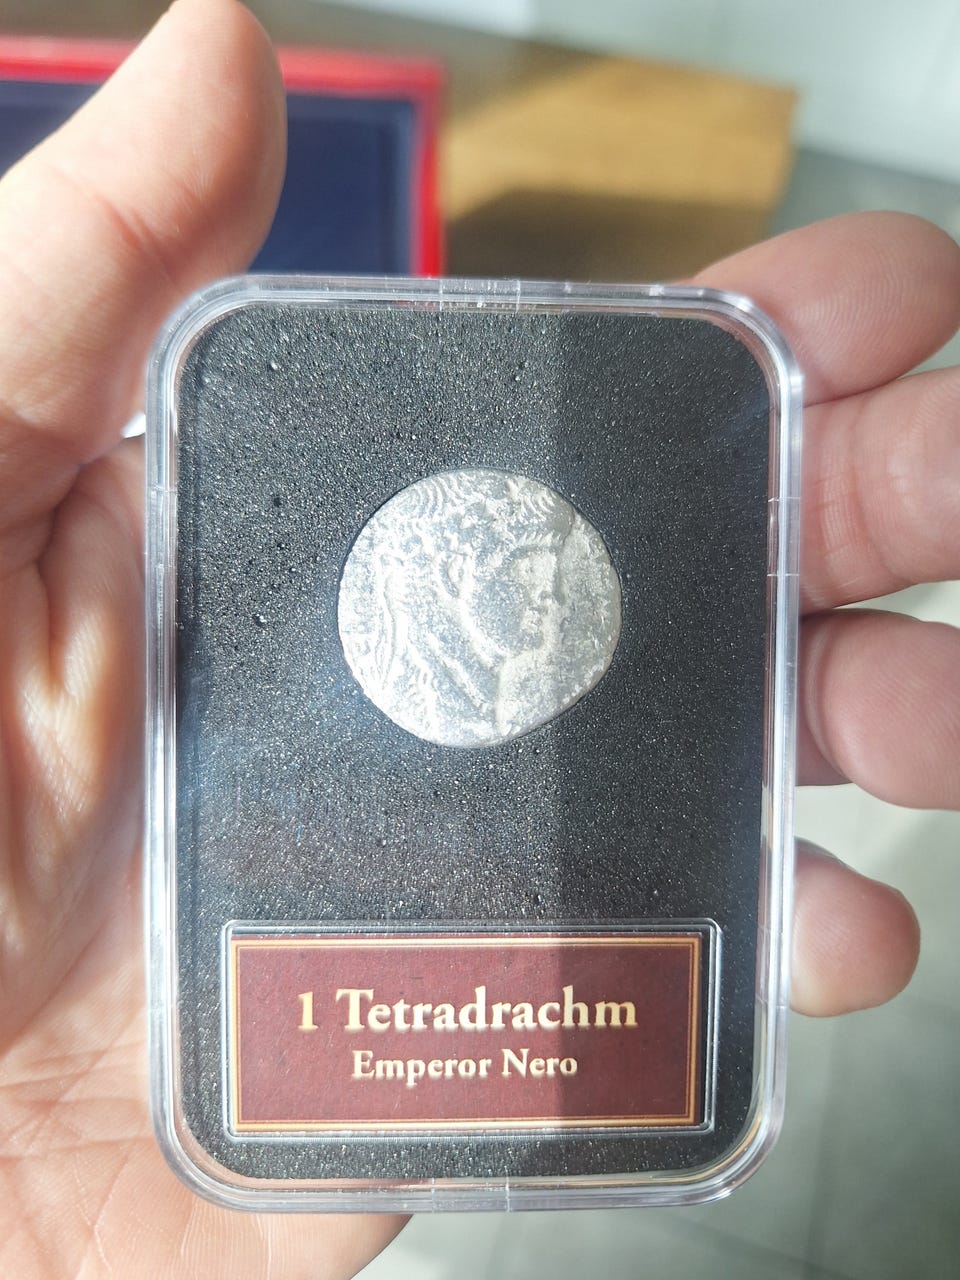 1 Tetradrachm
Emperor Nero